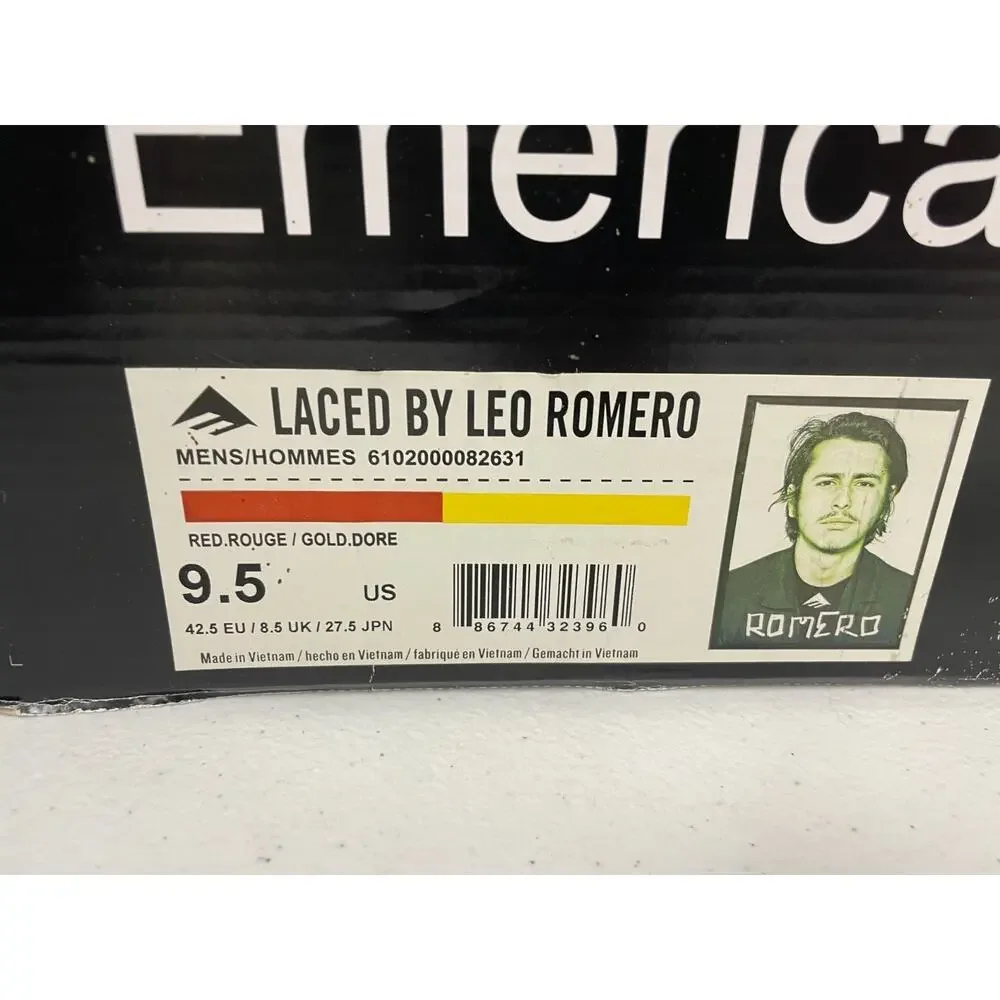 Emerica
LACED BY LEO ROMERO
MENS/HOMMES 6102000082631
RED.ROUGE / GOLD.DORE
9.5 US
42.5 EU / 8.5 UK / 27.5 JPN
8 86744 32396 0
Made in Vietnam / hecho en Vietnam / fabriqué en Vietnam / Gemacht in Vietnam
ROMERO